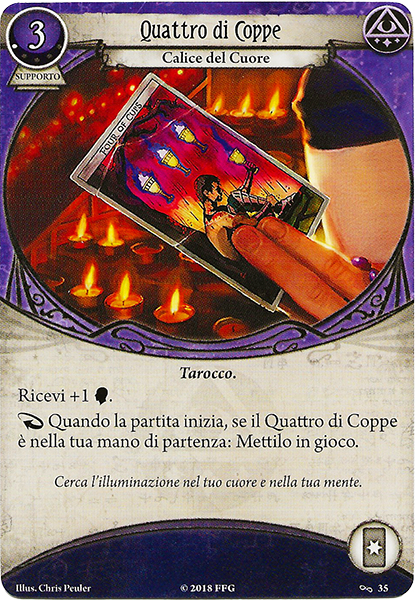 3
Quattro di Coppe
Calice del Cuore
SUPPORTO
FOUR OF CUPS
Tarocco.
Ricevi +1 .
Quando la partita inizia, se il Quattro di Coppe
è nella tua mano di partenza: Mettilo in gioco.
Cerca l'illuminazione nel tuo cuore e nella tua mente.
Illus. Chris Peuler
© 2018 FFG
35